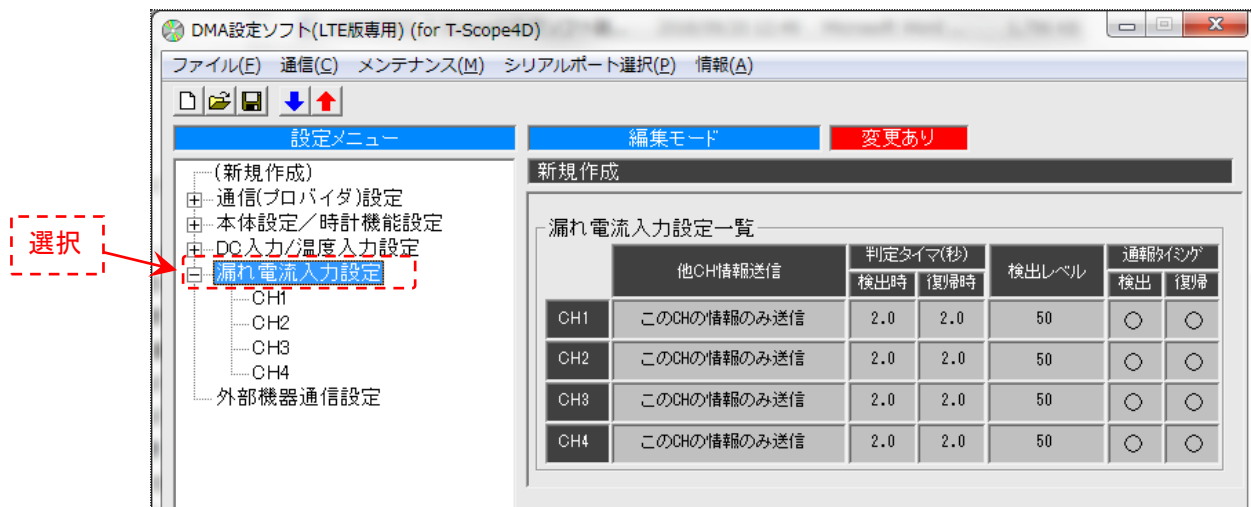 DMA設定ソフト(LTE版専用) (for T-Scope4D)
ファイル(F) 通信(C) メンテナンス(M) シリアルポート選択(P) 情報(A)
設定メニュー
編集モード
変更あり
選択
(新規作成)
通信(プロバイダ)設定
本体設定/時計機能設定
DC入力/温度入力設定
漏れ電流入力設定
CH1
CH2
CH3
CH4
外部機器通信設定
新規作成
漏れ電流入力設定一覧
他CH情報送信 判定タイマ(秒) 検出レベル 通報タイミング
検出時 復帰時 検出 復帰
CH1 このCHの情報のみ送信 2.0 2.0 50 ○ ○
CH2 このCHの情報のみ送信 2.0 2.0 50 ○ ○
CH3 このCHの情報のみ送信 2.0 2.0 50 ○ ○
CH4 このCHの情報のみ送信 2.0 2.0 50 ○ ○